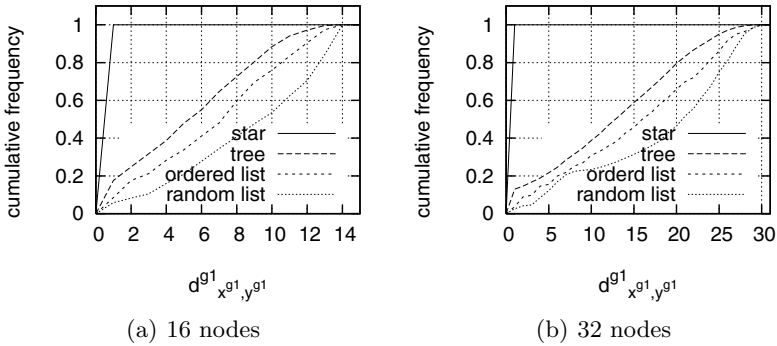 cumulative frequency
1
0.8
0.6
0.4
0.2
0
star
tree
ordered list
random list
0 2 4 6 8 10 12 14
d^g1_x^g1,y^g1
(a) 16 nodes
cumulative frequency
1
0.8
0.6
0.4
0.2
0
star
tree
orderd list
random list
0 5 10 15 20 25 30
d^g1_x^g1,y^g1
(b) 32 nodes